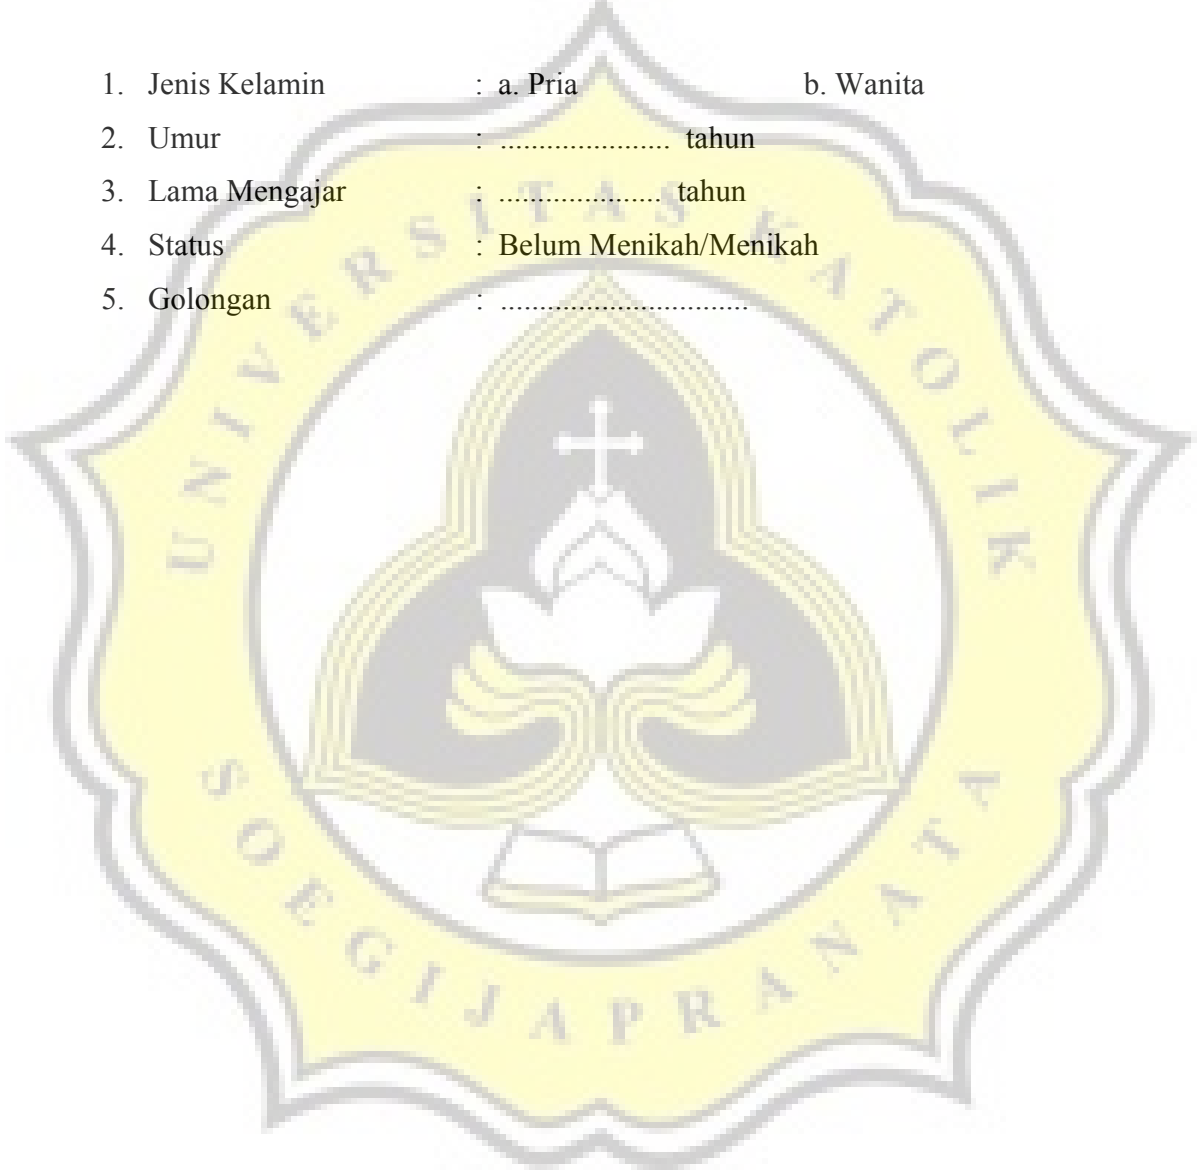 1. Jenis Kelamin : a. Pria b. Wanita
2. Umur : ...................... tahun
3. Lama Mengajar : ..................... tahun
4. Status : Belum Menikah/Menikah
5. Golongan : ................................
UNIVERSITAS KATOLIK
SOEGIJAPRANATA